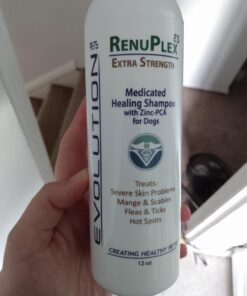 EVOLUTION PETS
RENUPLEX ES
EXTRA STRENGTH
Medicated
Healing Shampoo
with Zinc-PCA
for Dogs
Treats:
Severe Skin Problems
Mange & Scabies
Fleas & Ticks
Hot Spots
CREATING HEALTHY PETS
12 oz